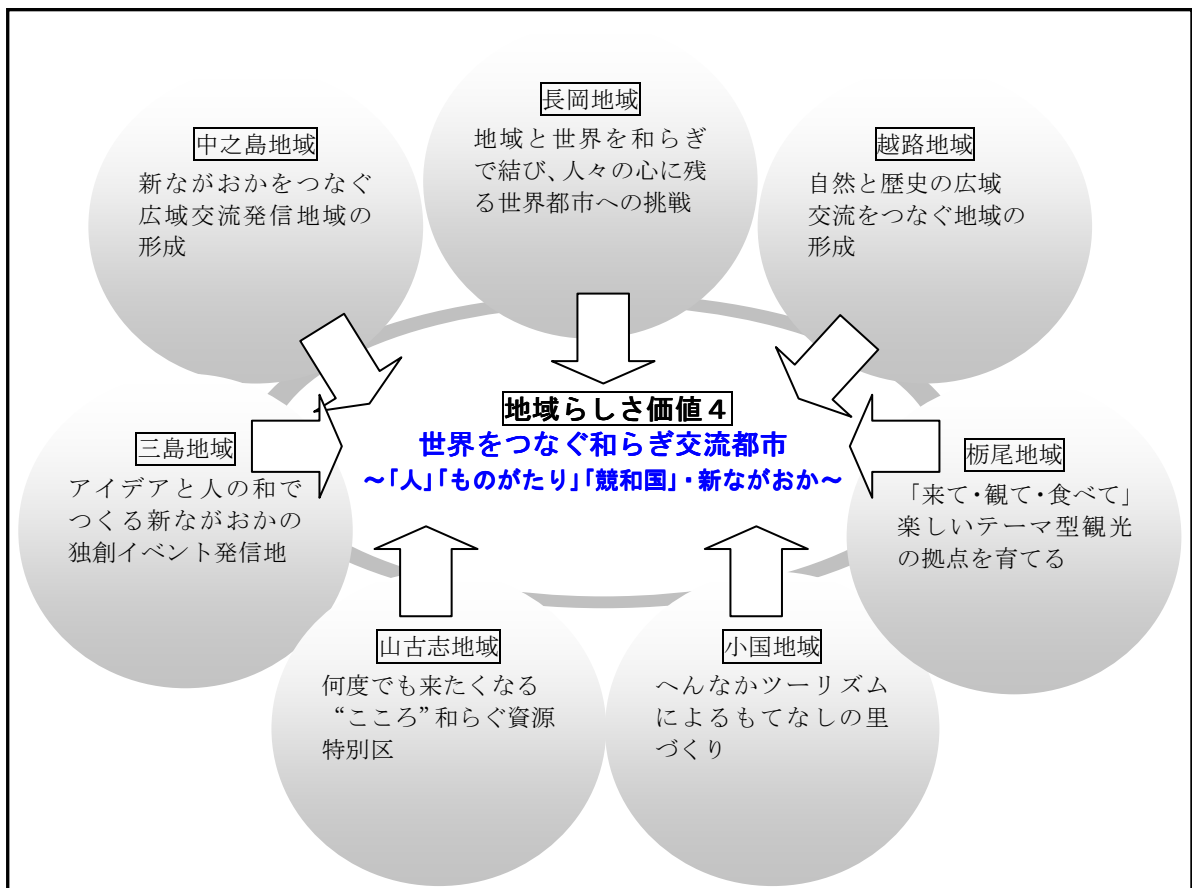 長岡地域
地域と世界を和らぎ
で結び、人々の心に残
る世界都市への挑戦
中之島地域
新ながおかをつなぐ
広域交流発信地域の
形成
越路地域
自然と歴史の広域
交流をつなぐ地域の
形成
地域らしさ価値４
世界をつなぐ和らぎ交流都市
～「人」「ものがたり」「競和国」・新ながおか～
三島地域
アイデアと人の和で
つくる新ながおかの
独創イベント発信地
栃尾地域
「来て・観て・食べて」
楽しいテーマ型観光
の拠点を育てる
山古志地域
何度でも来たくなる
“こころ”和らぐ資源
特別区
小国地域
へんなかツーリズム
によるもてなしの里
づくり